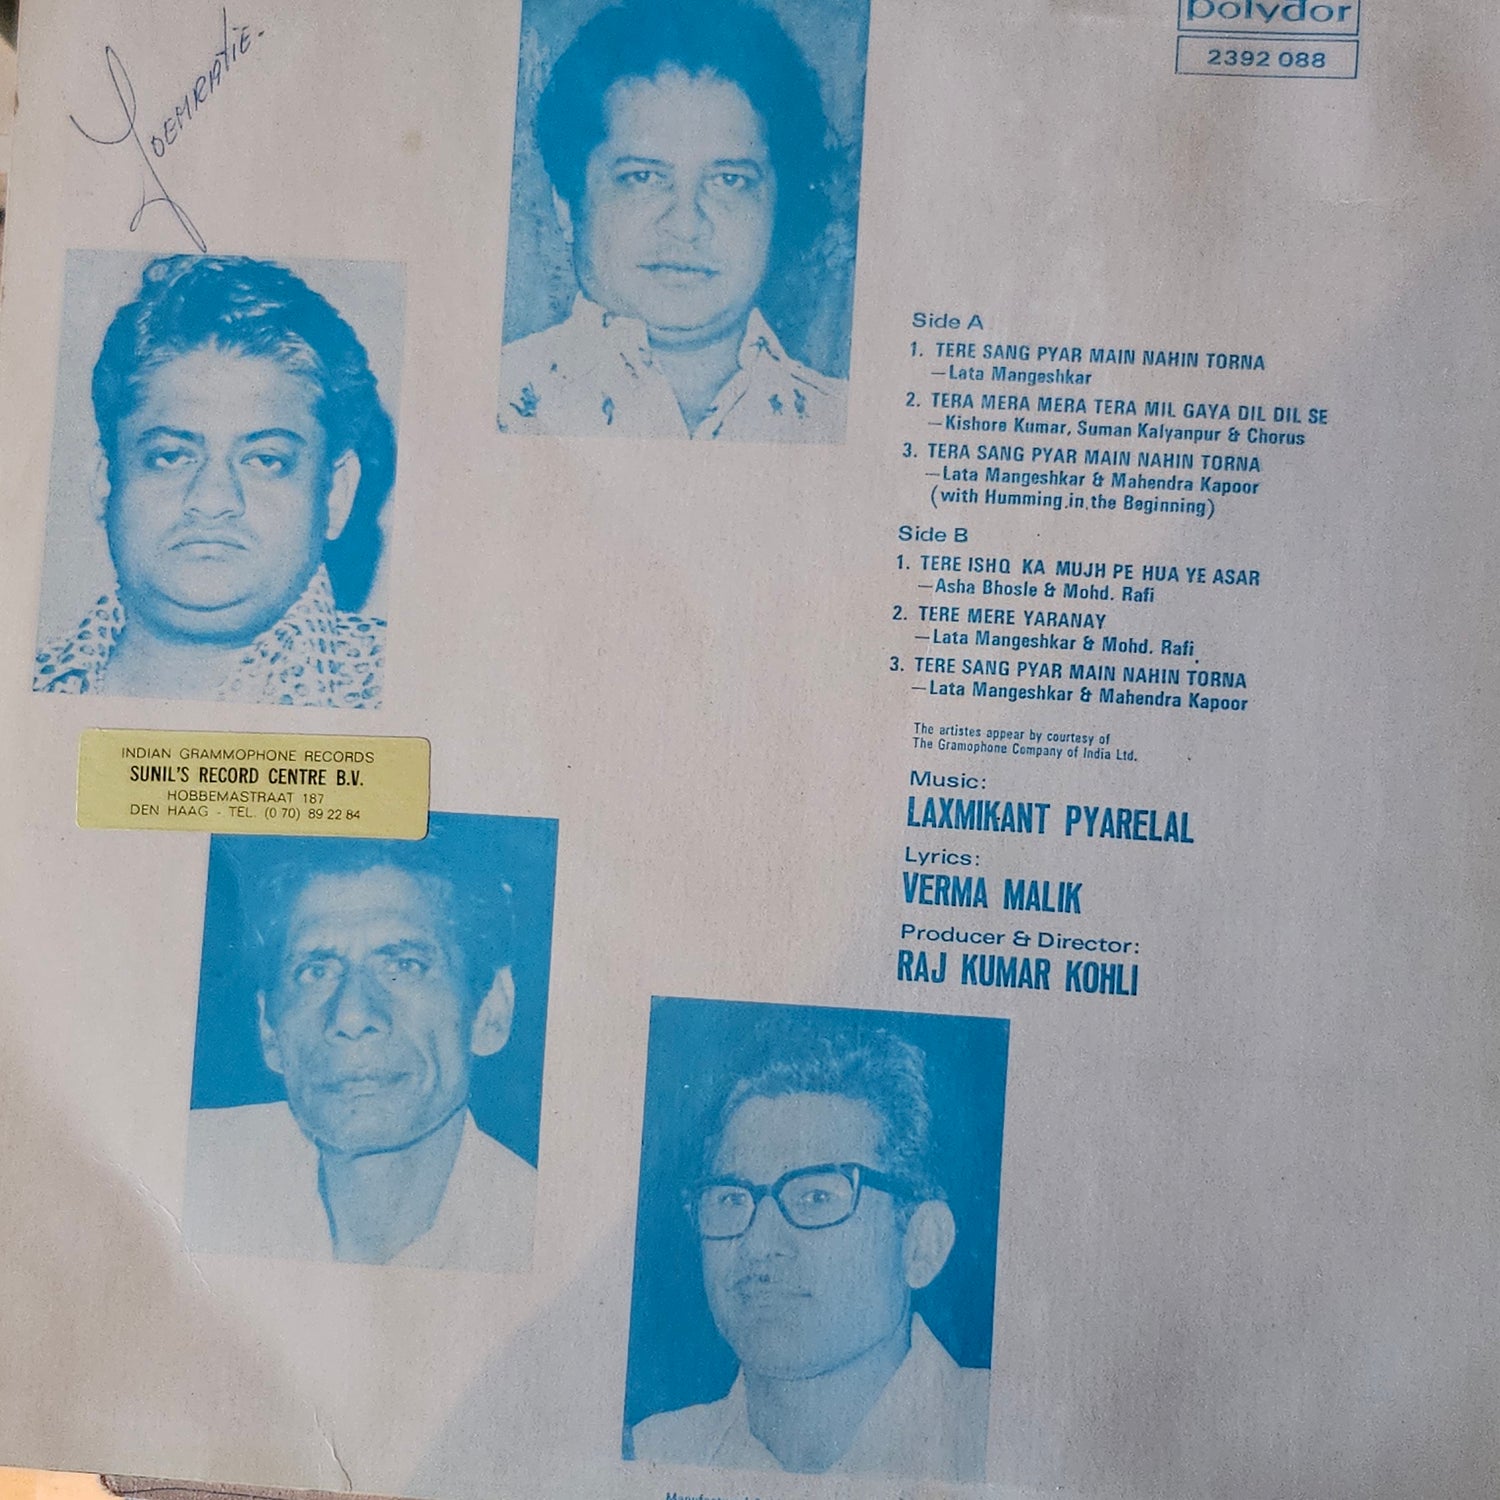 polydor
2392 088
Side A
1. TERE SANG PYAR MAIN NAHIN TORNA
—Lata Mangeshkar
2. TERA MERA MERA TERA MIL GAYA DIL DIL SE
—Kishore Kumar, Suman Kalyanpur & Chorus
3. TERA SANG PYAR MAIN NAHIN TORNA
—Lata Mangeshkar & Mahendra Kapoor
(with Humming in the Beginning)
Side B
1. TERE ISHQ KA MUJH PE HUA YE ASAR
—Asha Bhosle & Mohd. Rafi
2. TERE MERE YARANAY
—Lata Mangeshkar & Mohd. Rafi
3. TERE SANG PYAR MAIN NAHIN TORNA
—Lata Mangeshkar & Mahendra Kapoor
The artistes appear by courtesy of
The Gramophone Company of India Ltd.
Music:
LAXMIKANT PYARELAL
Lyrics:
VERMA MALIK
Producer & Director:
RAJ KUMAR KOHLI
INDIAN GRAMMOPHONE RECORDS
SUNIL'S RECORD CENTRE B.V.
HOBBEMASTRAAT 187
DEN HAAG - TEL. (0 70) 89 22 84